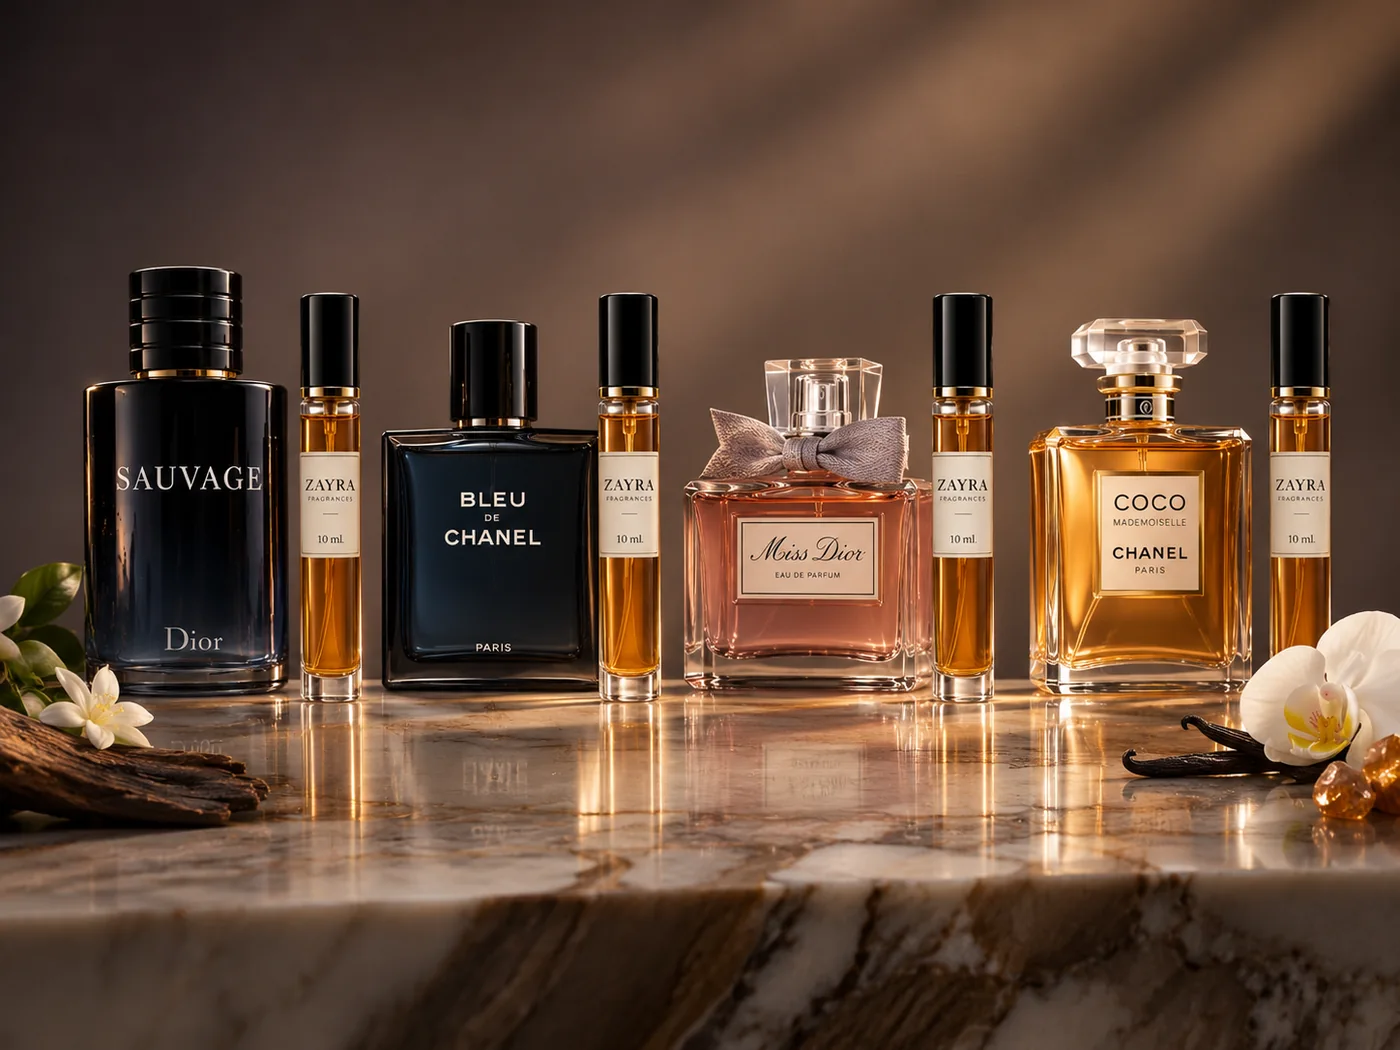 SAUVAGE
Dior
ZAYRA
FRAGRANCES
10 ml.
BLEU
DE
CHANEL
PARIS
ZAYRA
FRAGRANCES
10 ml.
Miss Dior
EAU DE PARFUM
ZAYRA
FRAGRANCES
10 ml.
COCO
MADEMOISELLE
CHANEL
PARIS
ZAYRA
FRAGRANCES
10 ml.